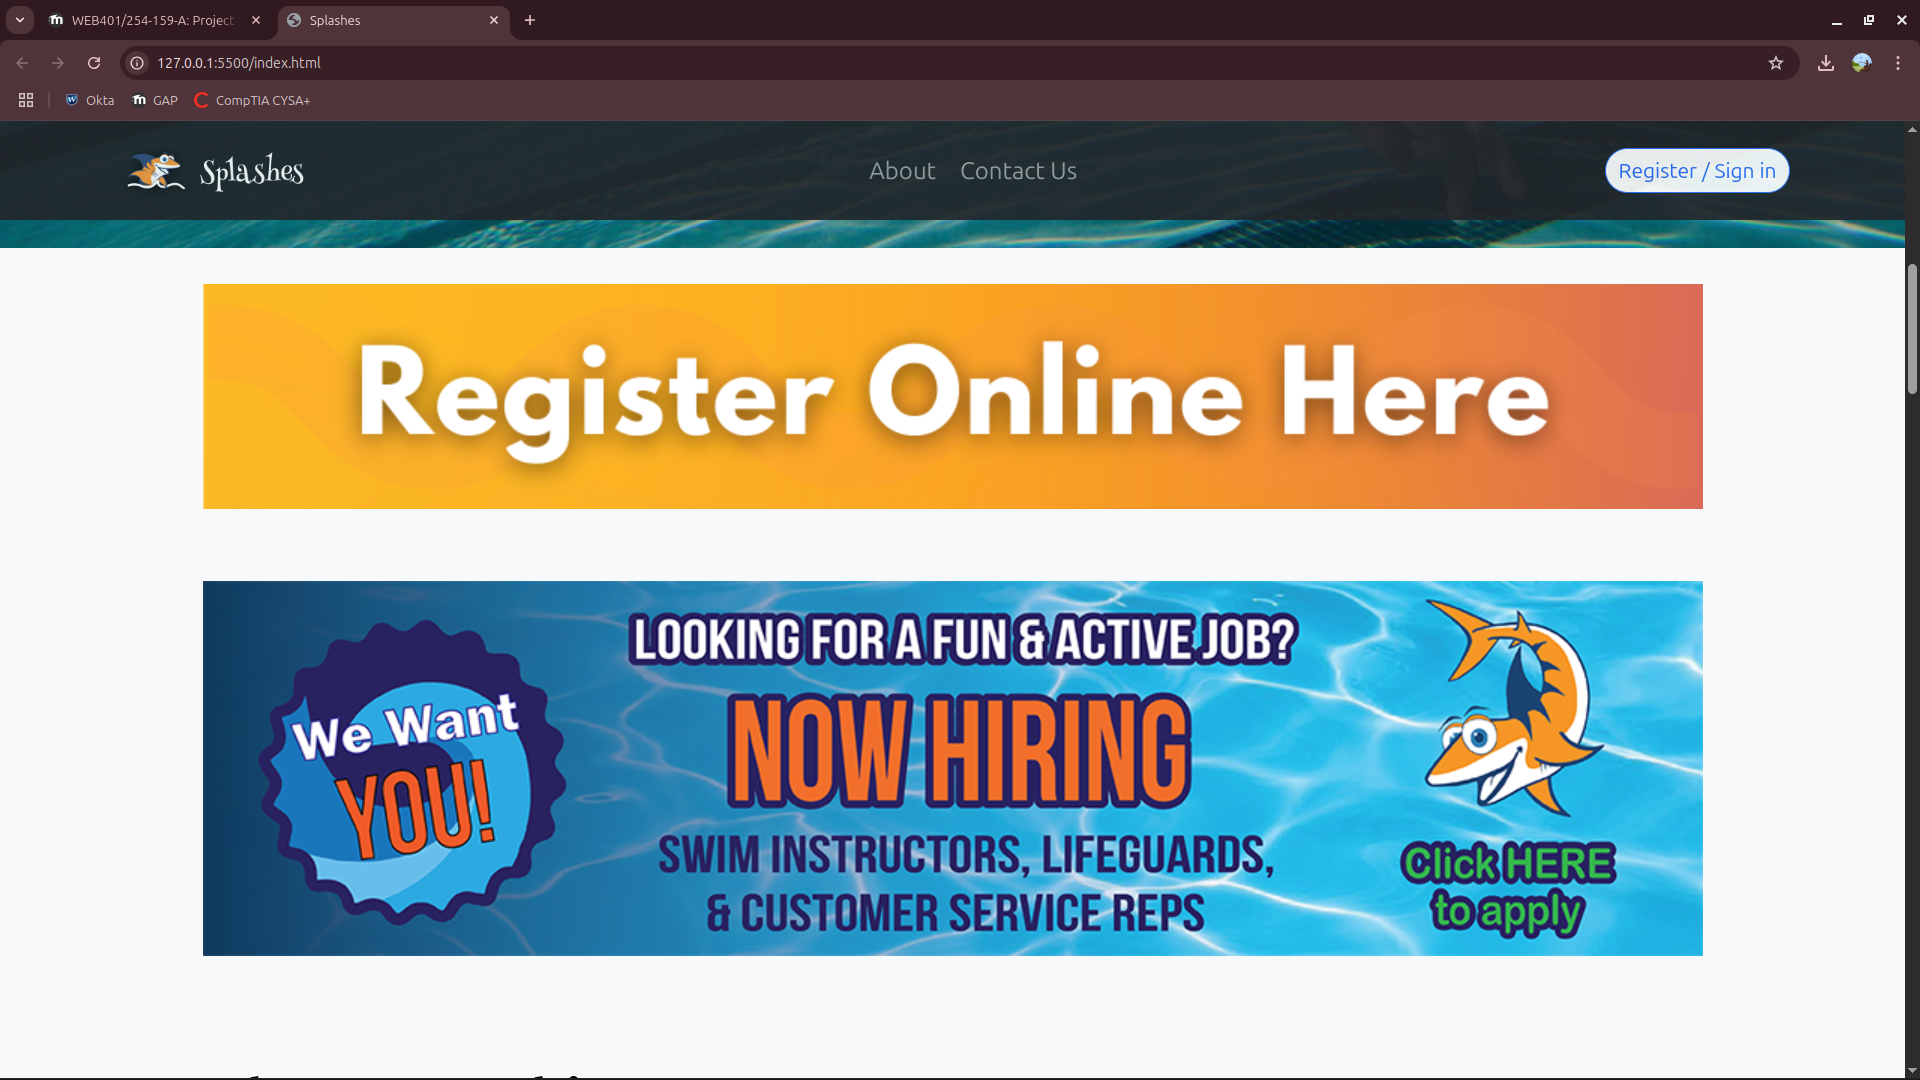 WEB401/254-159-A: Project
Splashes
127.0.0.1:5500/index.html
Okta
GAP
CompTIA CYSA+
Splashes
About
Contact Us
Register / Sign in
Register Online Here
We Want
YOU!
LOOKING FOR A FUN & ACTIVE JOB?
NOW HIRING
SWIM INSTRUCTORS, LIFEGUARDS,
& CUSTOMER SERVICE REPS
Click HERE
to apply